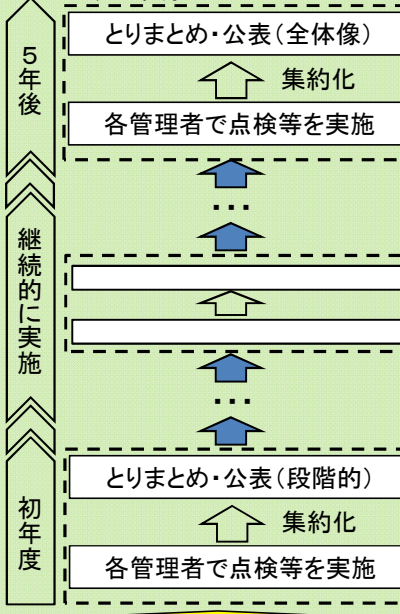 5年後
とりまとめ・公表(全体像)
集約化
各管理者で点検等を実施
…
継続的に実施
…
初年度
とりまとめ・公表(段階的)
集約化
各管理者で点検等を実施